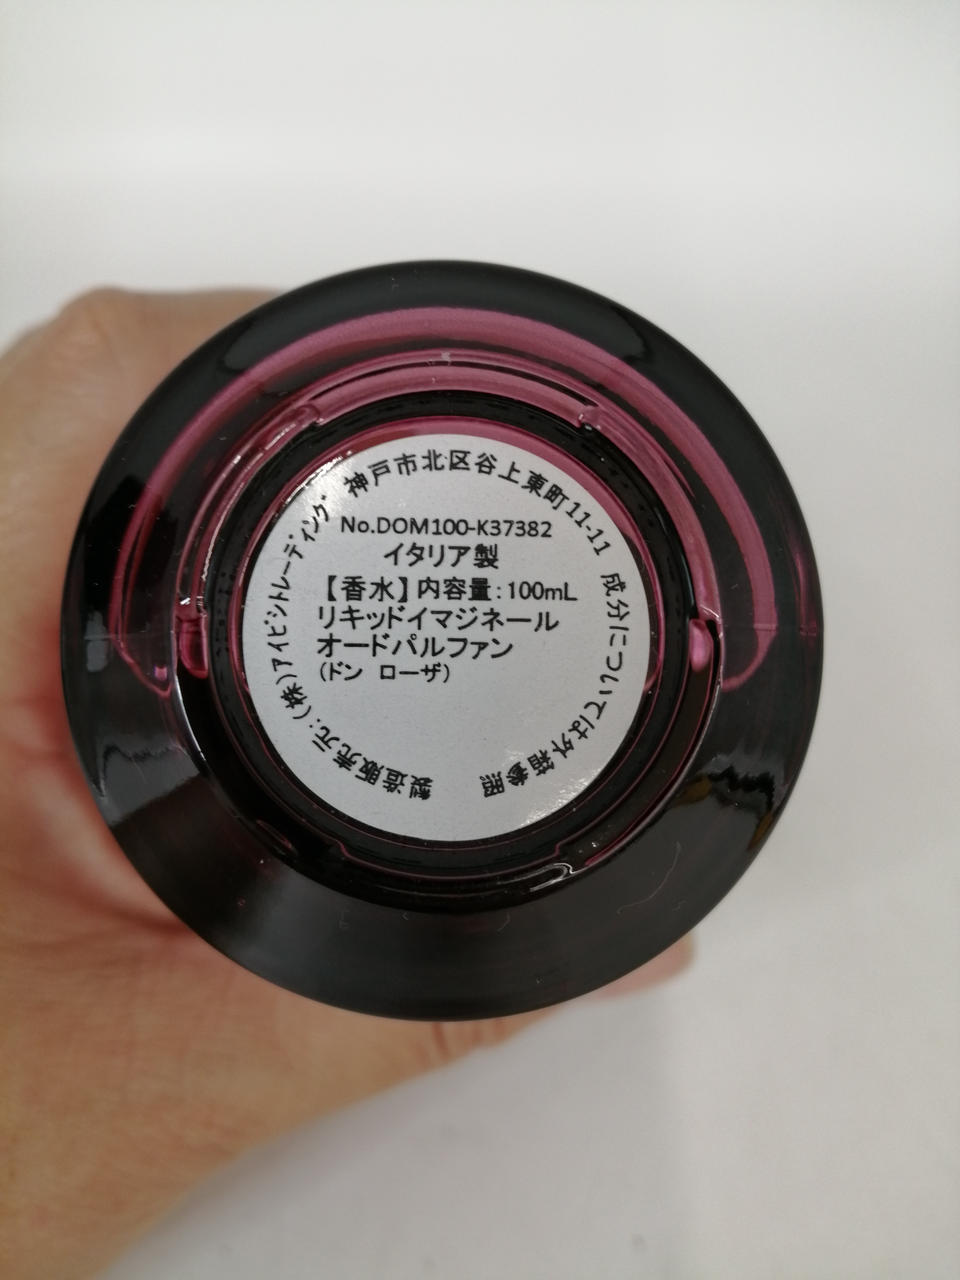 製造販売元:(株)アイビシトレーディング 神戸市北区谷上東町11-11 成分については外箱参照
No.DOM100-K37382
イタリア製
【香水】内容量:100mL
リキッドイマジネール
オードパルファン
(ドン ローザ)